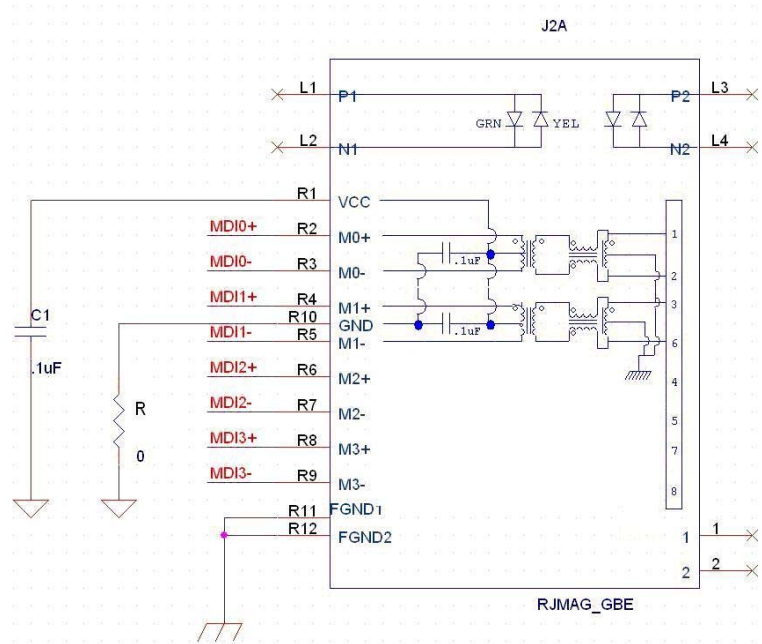 J2A
L1 P1 P2 L3
GRN YEL
L2 N1 N2 L4
R1 VCC
MDI0+ R2 M0+ 1
.1uF
MDI0- R3 M0- 2
MDI1+ R4 M1+ 3
R10 GND
.1uF
MDI1- R5 M1- 6
C1
.1uF
MDI2+ R6 M2+ 4
R
0
MDI2- R7 M2- 5
MDI3+ R8 M3+ 7
MDI3- R9 M3- 8
R11 FGND1
R12 FGND2 1 1
2 2
RJMAG_GBE